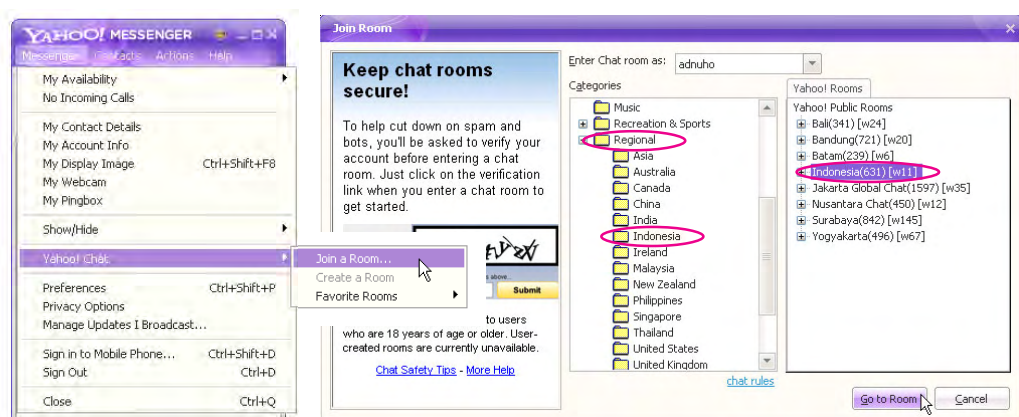 YAHOO! MESSENGER
Messenger Contacts Actions Help
My Availability
No Incoming Calls
My Contact Details
My Account Info
My Display Image Ctrl+Shift+F8
My Webcam
My Pingbox
Show/Hide
Yahoo! Chat
Preferences Ctrl+Shift+P
Privacy Options
Manage Updates I Broadcast...
Sign in to Mobile Phone... Ctrl+Shift+D
Sign Out Ctrl+D
Close Ctrl+Q
Join a Room...
Create a Room
Favorite Rooms
Join Room
Keep chat rooms
secure!
To help cut down on spam and
bots, you'll be asked to verify your
account before entering a chat
room. Just click on the verification
link when you enter a chat room to
get started.
s above...
Submit
to users
who are 18 years of age or older. User-
created rooms are currently unavailable.
Chat Safety Tips - More Help
Enter Chat room as: adnuho
Categories
Music
Recreation & Sports
Regional
Asia
Australia
Canada
China
India
Indonesia
Ireland
Malaysia
New Zealand
Philippines
Singapore
Thailand
United States
United Kingdom
chat rules
Yahoo! Rooms
Yahoo! Public Rooms
Bali(341) [w24]
Bandung(721) [w20]
Batam(239) [w6]
Indonesia(631) [w11]
Jakarta Global Chat(1597) [w35]
Nusantara Chat(450) [w12]
Surabaya(842) [w145]
Yogyakarta(496) [w67]
Go to Room Cancel